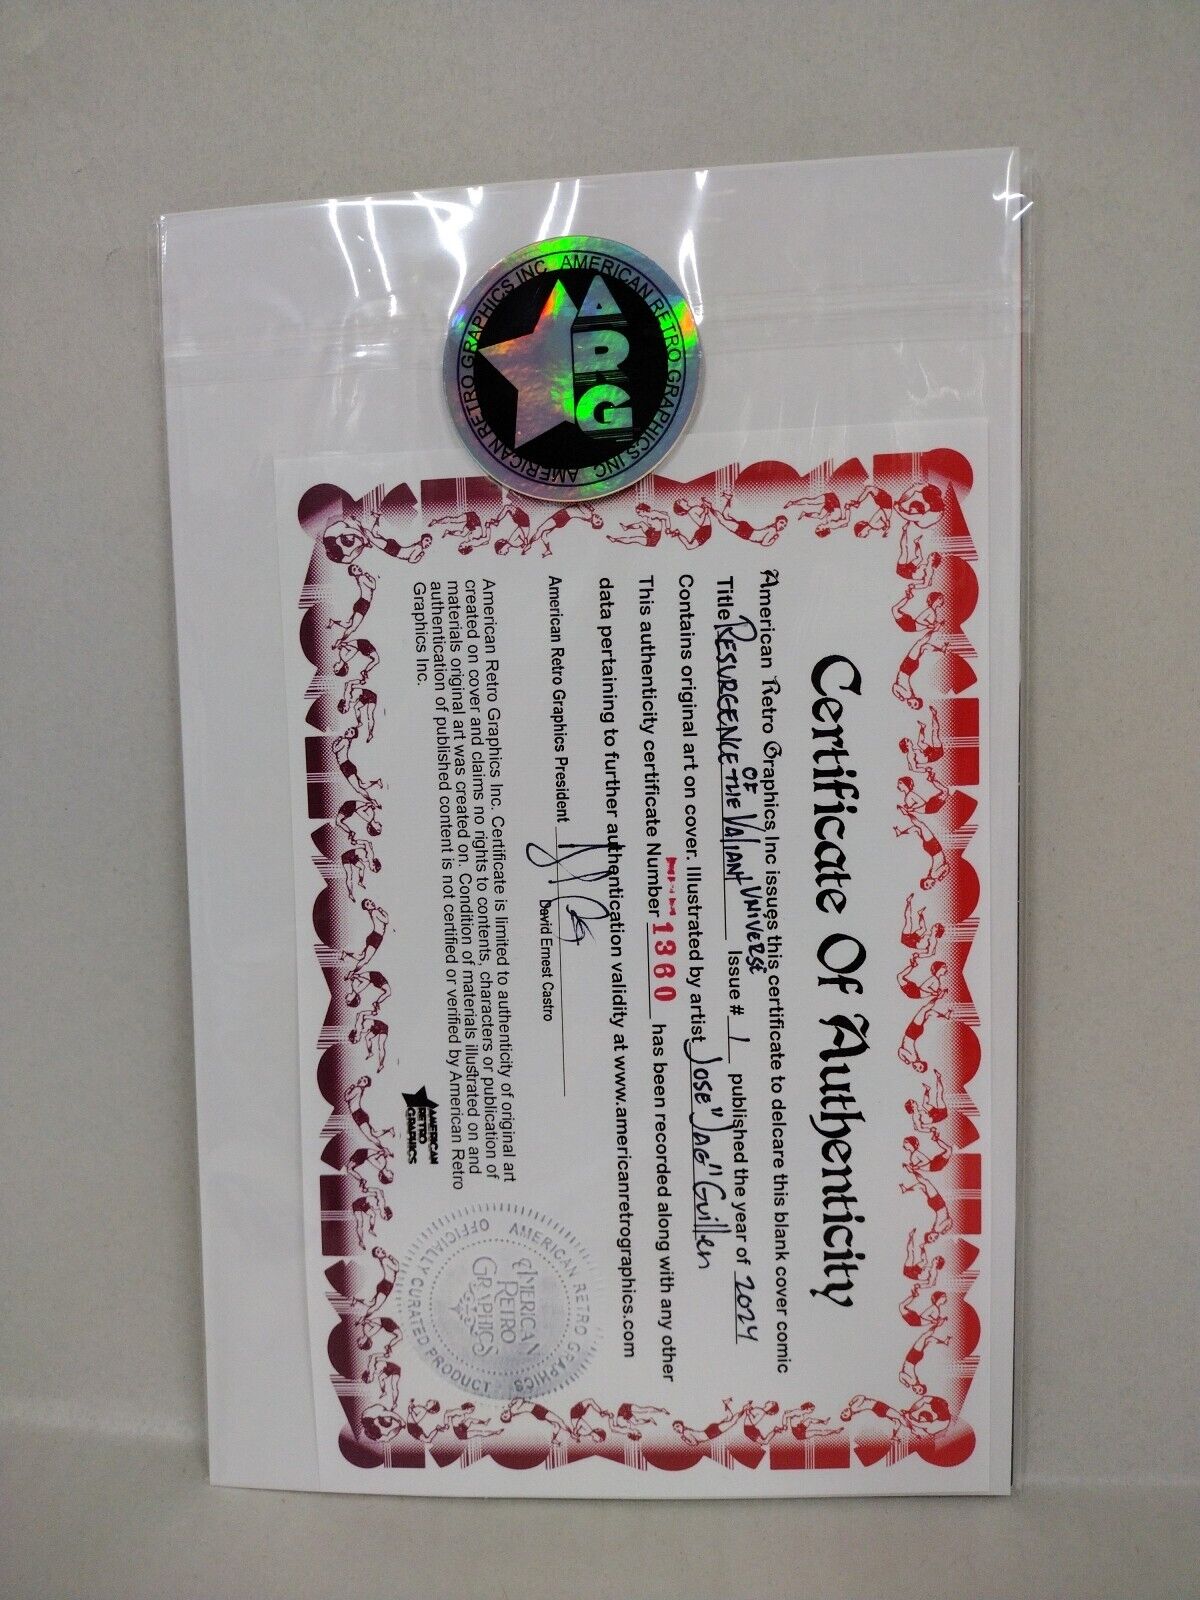 AMERICAN RETRO GRAPHICS INC. AMERICAN RETRO GRAPHICS INC.
ARG
Certificate Of Authenticity
American Retro Graphics Inc issues this certificate to delcare this blank cover comic
Title RESURGENCE OF THE VALIANT UNIVERSE Issue # 1 published the year of 2024
Contains original art on cover. Illustrated by artist Jose "JAG" Guillen
This authenticity certificate Number 1360 has been recorded along with any other
data pertaining to further authentication validity at www.americanretrographics.com
American Retro Graphics President
David Ernest Castro
American Retro Graphics Inc. Certificate is limited to authenticity of original art
created on cover and claims no rights to contents, characters or publication of
materials original art was created on. Condition of materials illustrated on and
authentication of published content is not certified or verified by American Retro
Graphics Inc.
AMERICAN
RETRO
GRAPHICS
AMERICAN RETRO GRAPHICS
OFFICIALLY CURATED PRODUCT
AMERICAN
RETRO
GRAPHICS